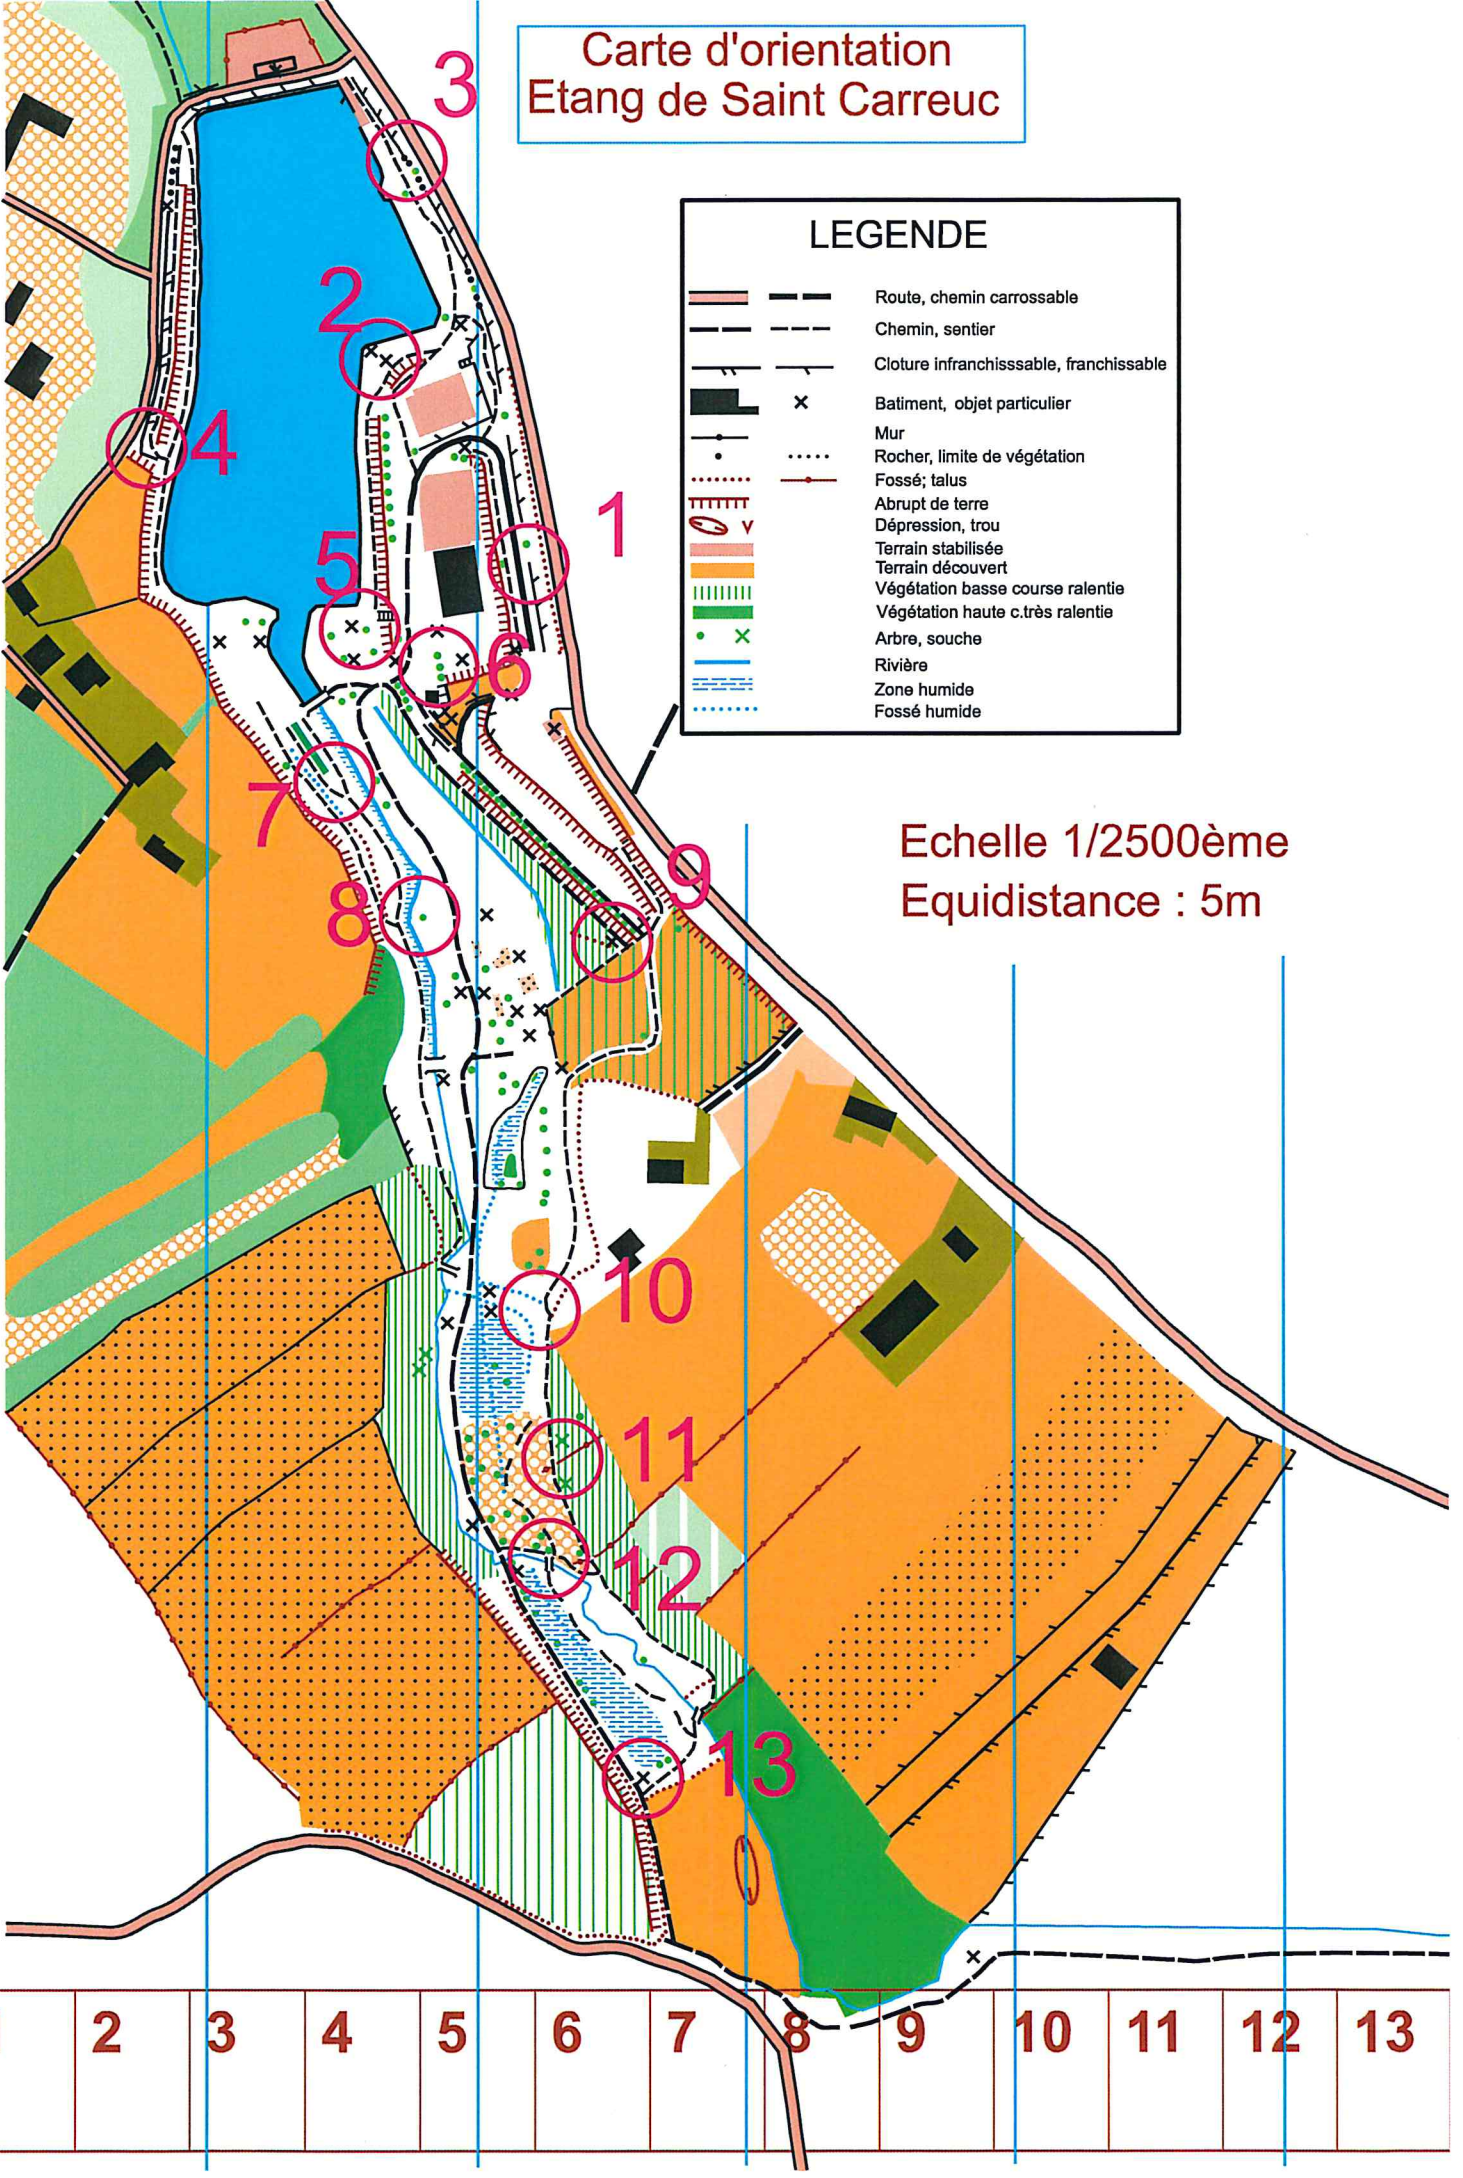 Carte d'orientation
Etang de Saint Carreuc
3
LEGENDE
Route, chemin carrossable
Chemin, sentier
Cloture infranchisssable, franchissable
Batiment, objet particulier
Mur
Rocher, limite de végétation
Fossé; talus
Abrupt de terre
Dépression, trou
Terrain stabilisée
Terrain découvert
Végétation basse course ralentie
Végétation haute c.très ralentie
Arbre, souche
Rivière
Zone humide
Fossé humide
2
4
1
5
6
7
Echelle 1/2500ème
Equidistance : 5m
9
8
10
11
12
13
2 3 4 5 6 7 8 9 10 11 12 13